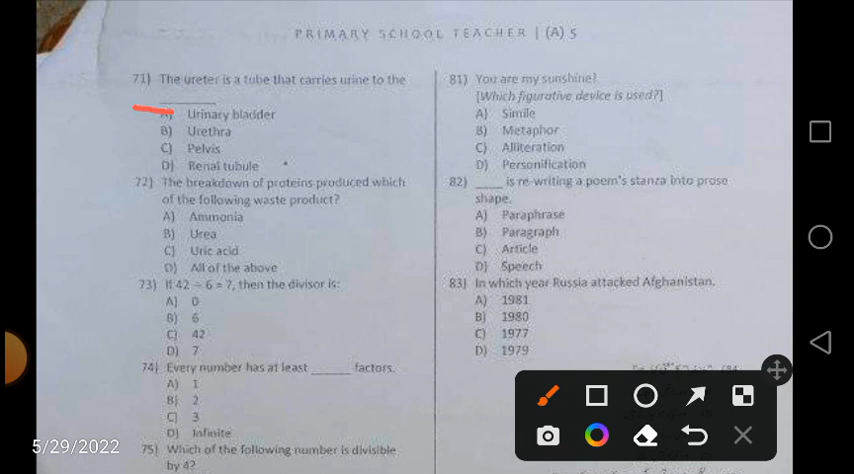 PRIMARY SCHOOL TEACHER | (A) 5
71) The ureter is a tube that carries urine to the
________
A) Urinary bladder
B) Urethra
C) Pelvis
D) Renal tubule
72) The breakdown of proteins produced which
of the following waste product?
A) Ammonia
B) Urea
C) Uric acid
D) All of the above
73) If 42 ÷ 6 = 7, then the divisor is:
A) 0
B) 6
C) 42
D) 7
74) Every number has at least ______ factors.
A) 1
B) 2
C) 3
D) Infinite
75) Which of the following number is divisible
by 4?
81) You are my sunshine!
[Which figurative device is used?]
A) Simile
B) Metaphor
C) Alliteration
D) Personification
82) ____ is re-writing a poem's stanza into prose
shape.
A) Paraphrase
B) Paragraph
C) Article
D) Speech
83) In which year Russia attacked Afghanistan.
A) 1981
B) 1980
C) 1977
D) 1979
5/29/2022